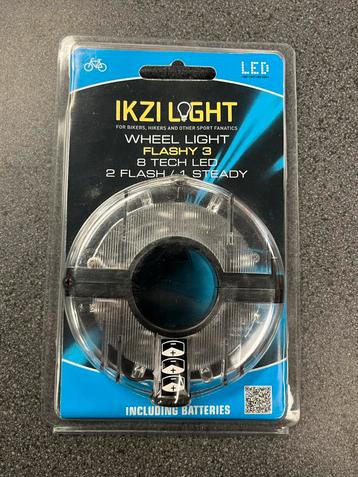 LED
IKZI LIGHT
FOR BIKERS, HIKERS AND OTHER SPORT FANATICS
WHEEL LIGHT
FLASHY 3
8 TECH LED
2 FLASH / 1 STEADY
INCLUDING BATTERIES